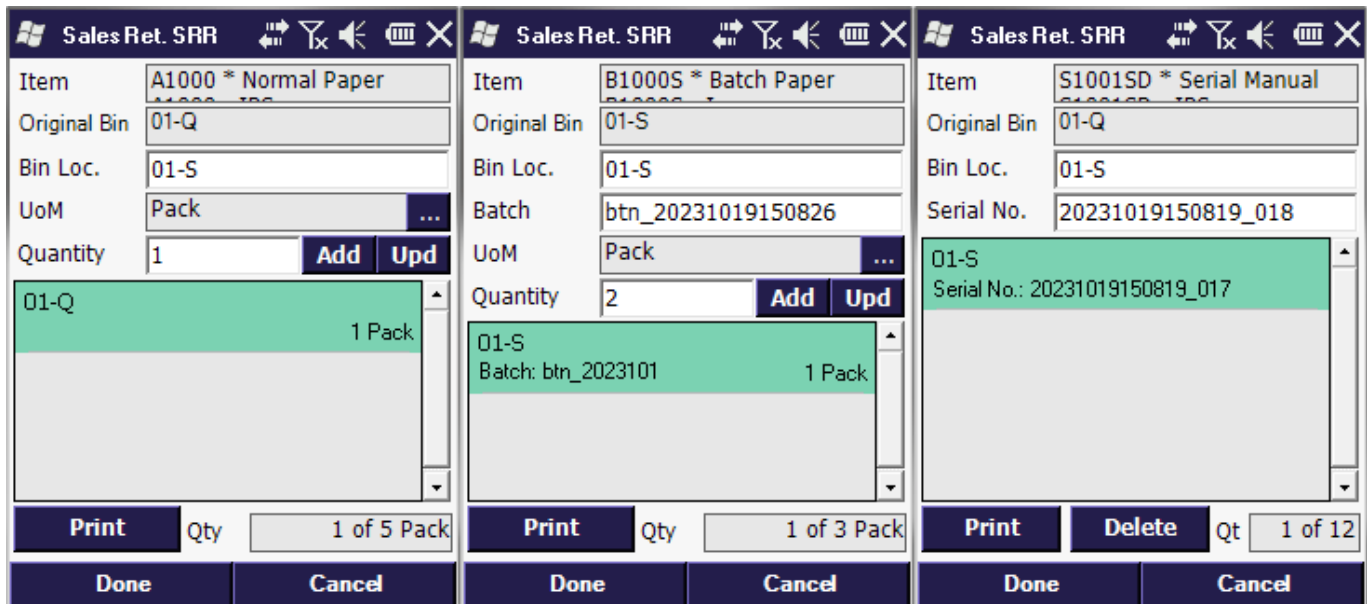 Sales Ret. SRR
Item A1000 * Normal Paper
Original Bin 01-Q
Bin Loc. 01-S
UoM Pack ...
Quantity 1 Add Upd
01-Q
1 Pack
Print Qty 1 of 5 Pack
Done Cancel
Sales Ret. SRR
Item B1000S * Batch Paper
Original Bin 01-S
Bin Loc. 01-S
Batch btn_20231019150826
UoM Pack ...
Quantity 2 Add Upd
01-S
Batch: btn_2023101 1 Pack
Print Qty 1 of 3 Pack
Done Cancel
Sales Ret. SRR
Item S1001SD * Serial Manual
Original Bin 01-Q
Bin Loc. 01-S
Serial No. 20231019150819_018
01-S
Serial No.: 20231019150819_017
Print Delete Qt 1 of 12
Done Cancel